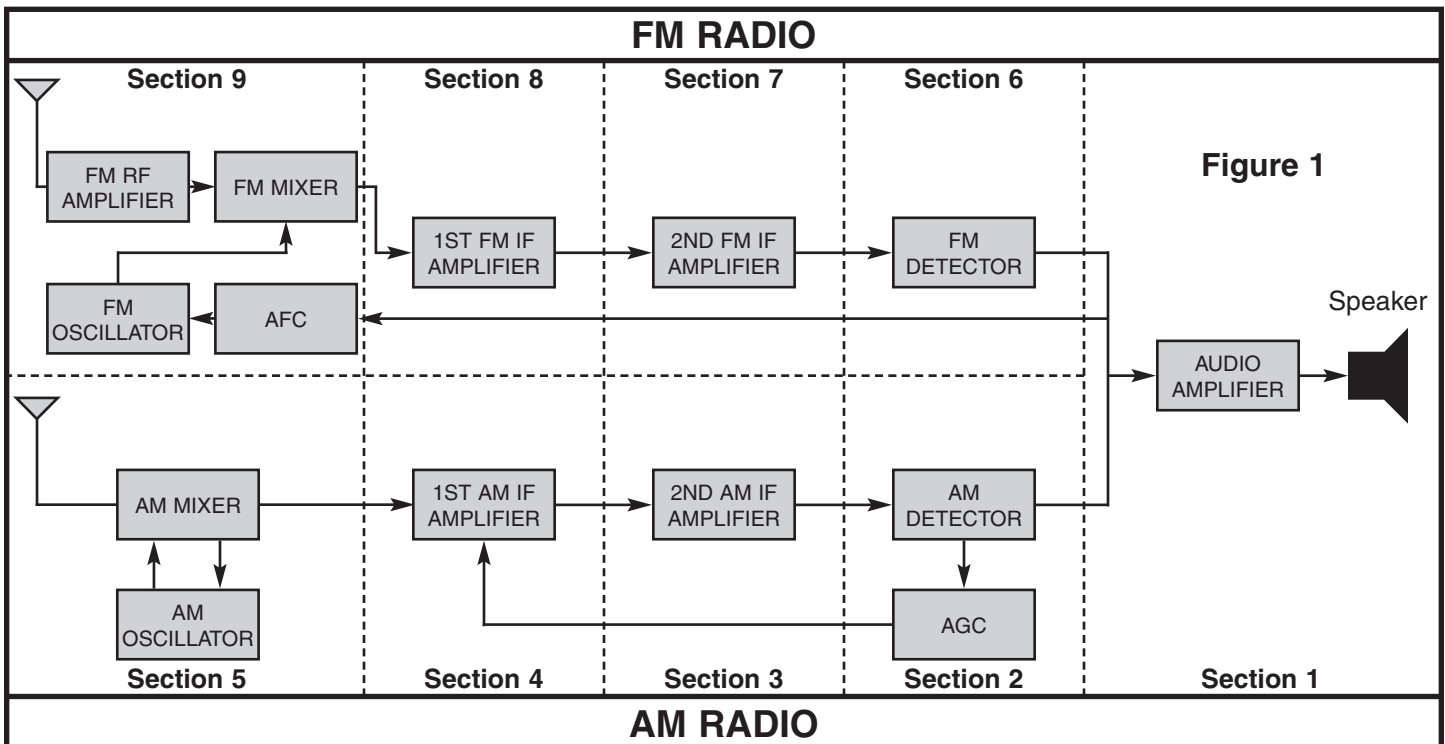 FM RADIO
Section 9
Section 8
Section 7
Section 6
Figure 1
FM RF
AMPLIFIER
FM MIXER
1ST FM IF
AMPLIFIER
2ND FM IF
AMPLIFIER
FM
DETECTOR
FM
OSCILLATOR
AFC
Speaker
AUDIO
AMPLIFIER
AM MIXER
1ST AM IF
AMPLIFIER
2ND AM IF
AMPLIFIER
AM
DETECTOR
AM
OSCILLATOR
AGC
Section 5
Section 4
Section 3
Section 2
Section 1
AM RADIO